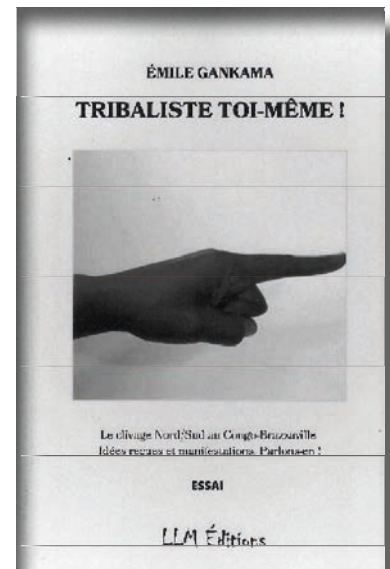 ÉMILE GANKAMA
TRIBALISTE TOI-MÊME !
Le clivage Nord/Sud au Congo-Brazzaville
Idées reçues et manifestations. Parlons-en !
ESSAI
LLM Éditions